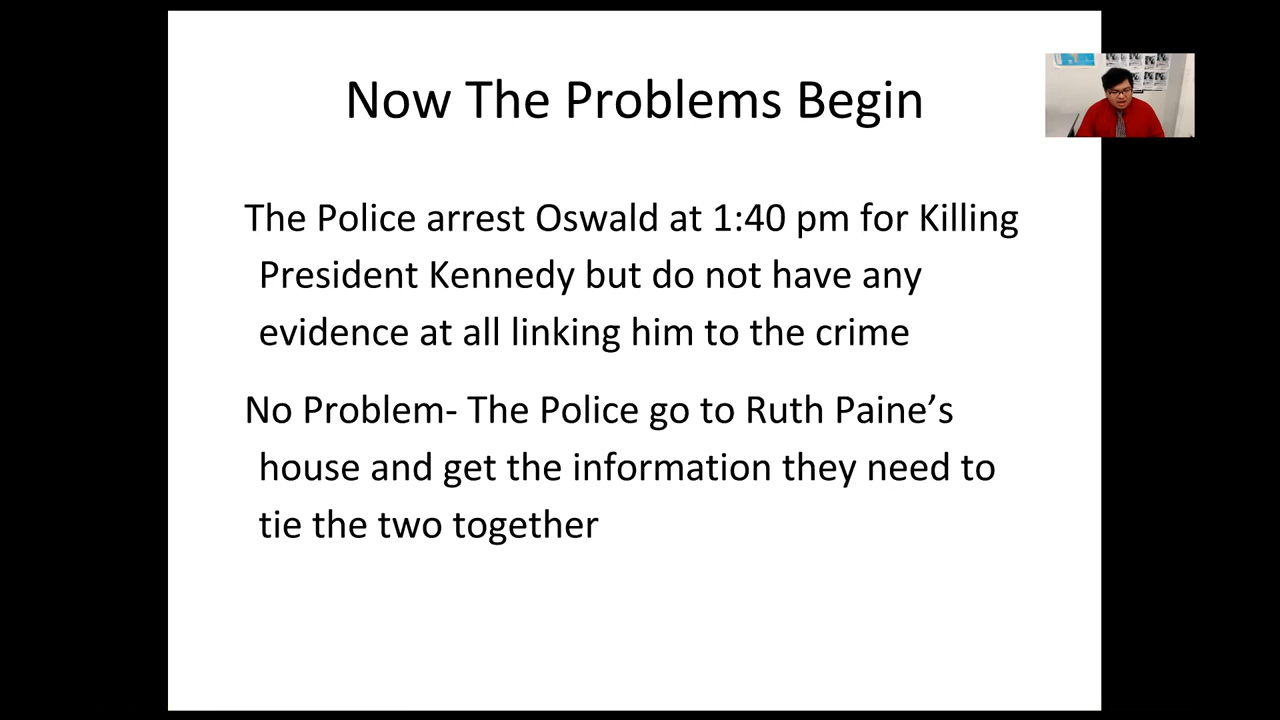 Now The Problems Begin
The Police arrest Oswald at 1:40 pm for Killing
President Kennedy but do not have any
evidence at all linking him to the crime
No Problem- The Police go to Ruth Paine’s
house and get the information they need to
tie the two together